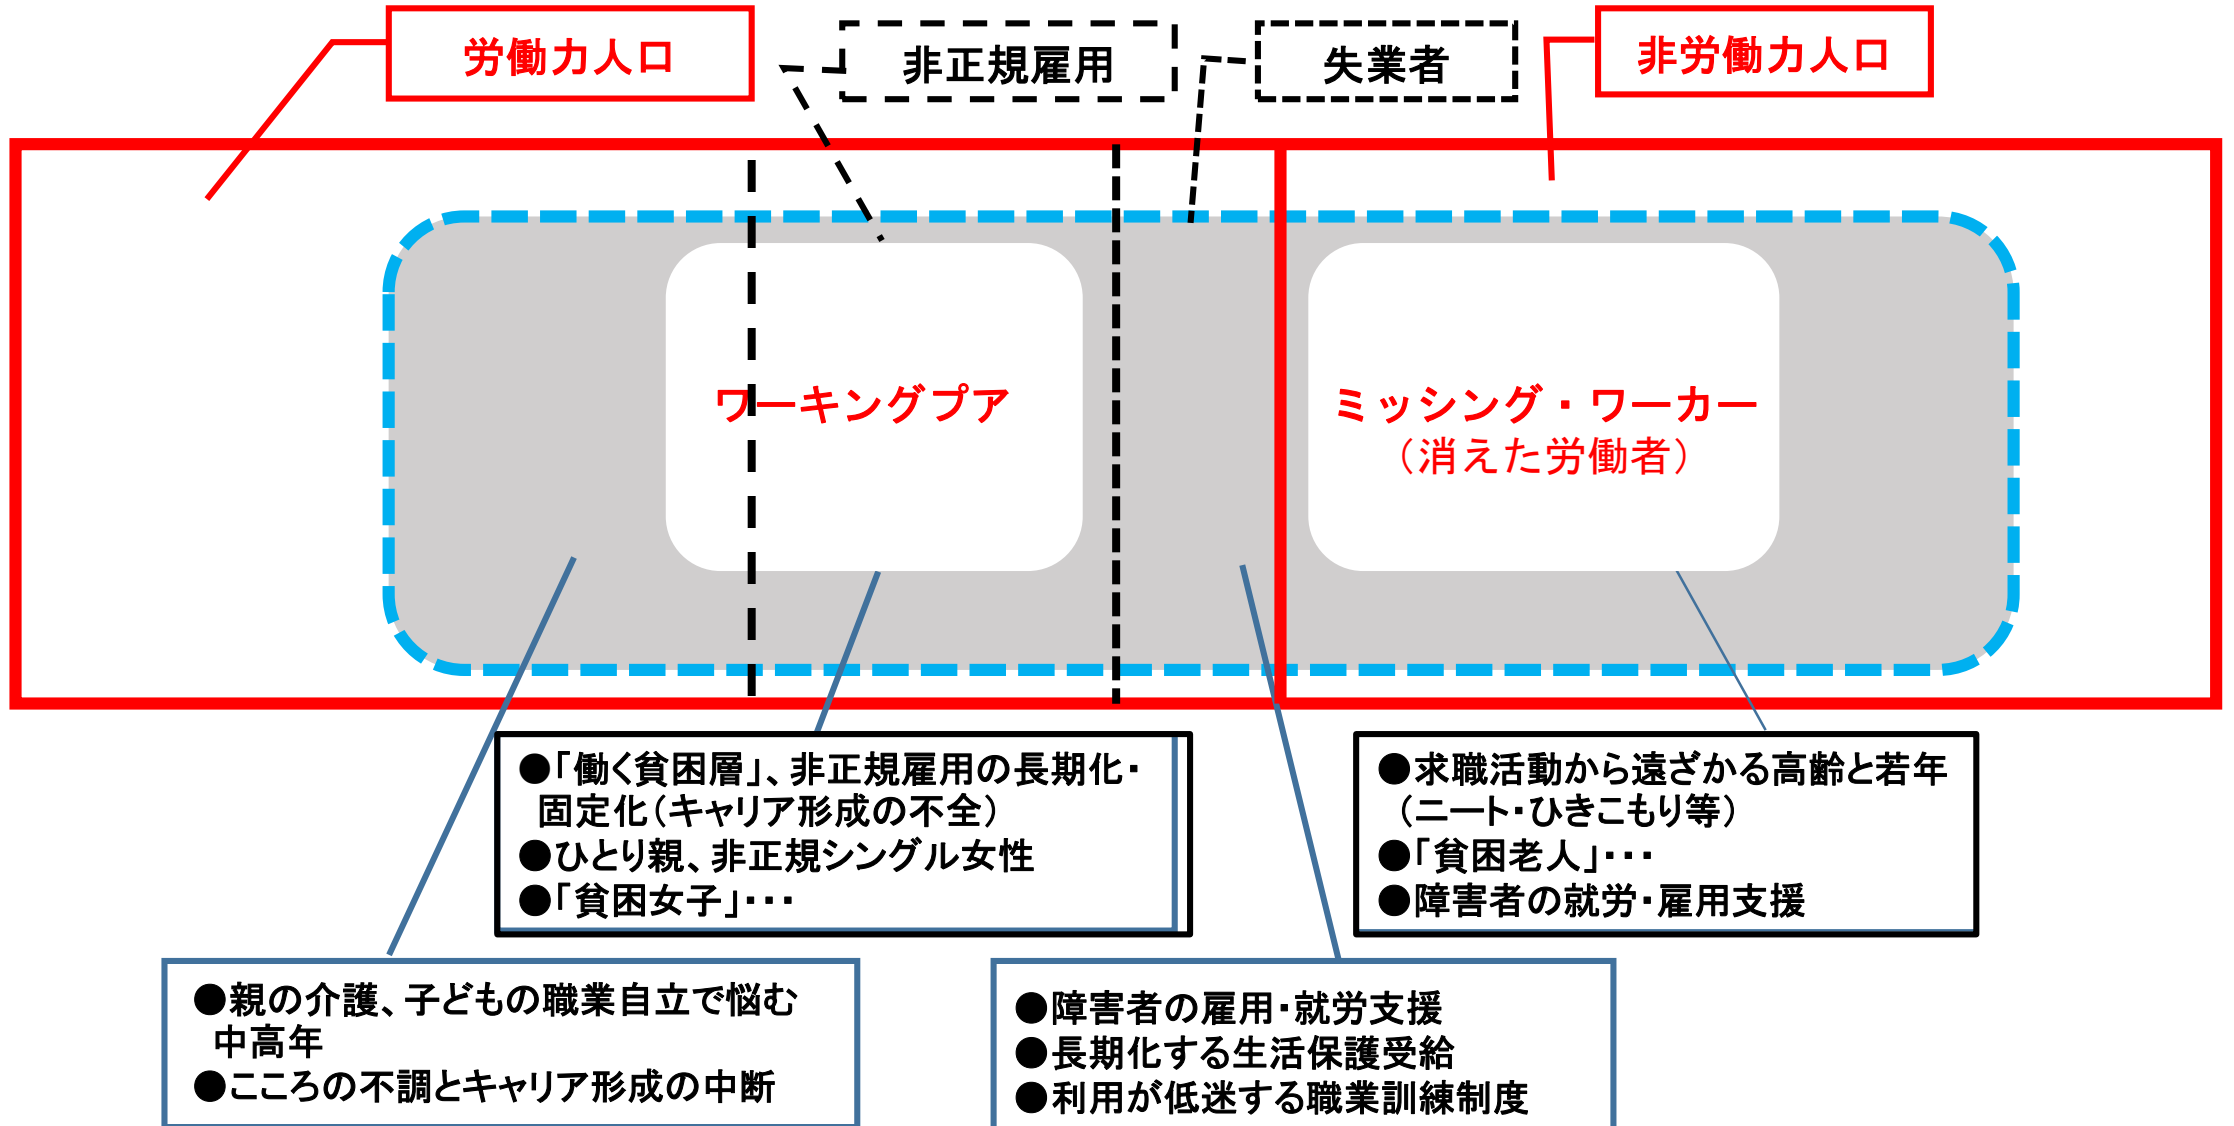 労働力人口
非正規雇用
失業者
非労働力人口
ワーキングプア
ミッシング・ワーカー
（消えた労働者）
●「働く貧困層」、非正規雇用の長期化・
固定化（キャリア形成の不全）
●ひとり親、非正規シングル女性
●「貧困女子」・・・
●求職活動から遠ざかる高齢と若年
（ニート・ひきこもり等）
●「貧困老人」・・・
●障害者の就労・雇用支援
●親の介護、子どもの職業自立で悩む
中高年
●こころの不調とキャリア形成の中断
●障害者の雇用・就労支援
●長期化する生活保護受給
●利用が低迷する職業訓練制度